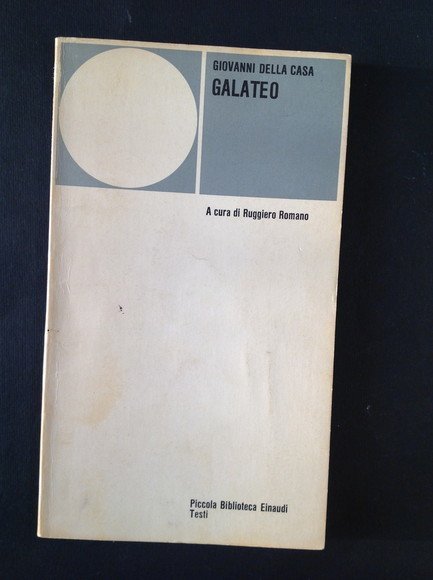 GIOVANNI DELLA CASA
GALATEO
A cura di Ruggiero Romano
Piccola Biblioteca Einaudi
Testi